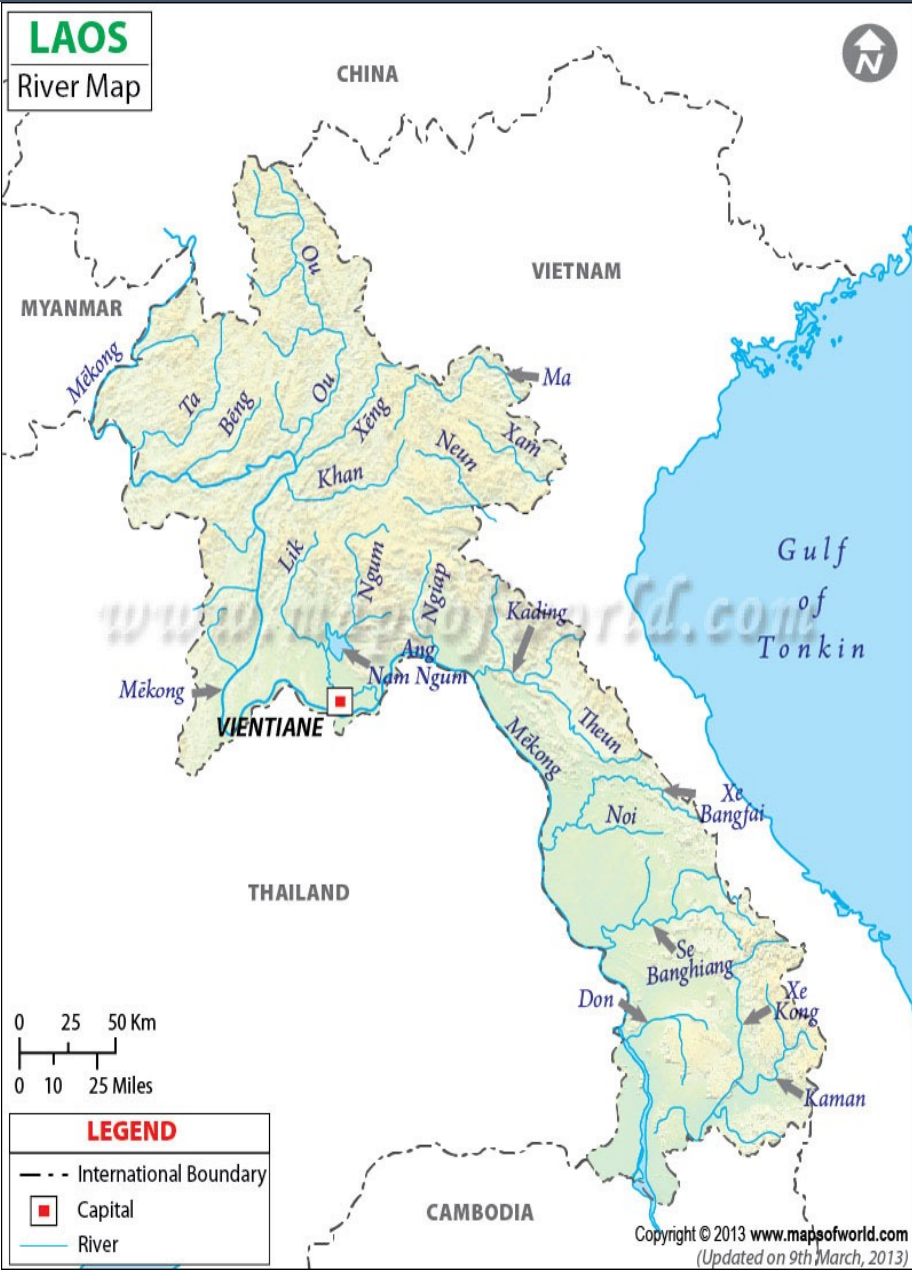 LAOS
River Map
N
CHINA
VIETNAM
MYANMAR
Ou
Mēkong
Ma
Ta
Bēng
Ou
Xēng
Xam
Neun
Khan
Lik
Ngum
Ngiap
Kading
Gulf
of
Tonkin
www.mapsofworld.com
Ang
Nam Ngum
Mēkong
VIENTIANE
Mēkong
Theun
Xe
Bangfai
Noi
THAILAND
Se
Banghiang
Don
Xe
Kong
Kaman
0 25 50 Km
0 10 25 Miles
LEGEND
International Boundary
Capital
River
CAMBODIA
Copyright © 2013 www.mapsofworld.com
(Updated on 9th March, 2013)